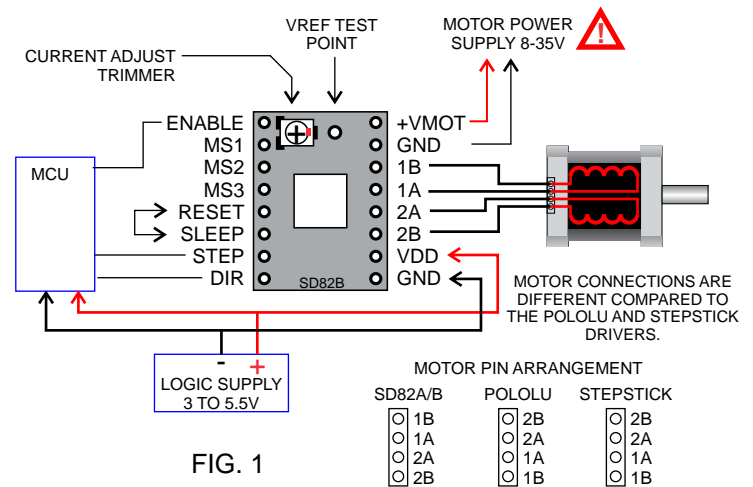 VREF TEST
POINT
MOTOR POWER
SUPPLY 8-35V
!
CURRENT ADJUST
TRIMMER
ENABLE
MS1
MS2
MS3
RESET
SLEEP
STEP
DIR
MCU
SD82B
+VMOT
GND
1B
1A
2A
2B
VDD
GND
MOTOR CONNECTIONS ARE
DIFFERENT COMPARED TO
THE POLOLU AND STEPSTICK
DRIVERS.
- +
LOGIC SUPPLY
3 TO 5.5V
FIG. 1
MOTOR PIN ARRANGEMENT
SD82A/B
1B
1A
2A
2B
POLOLU
2B
2A
1A
1B
STEPSTICK
2B
2A
1A
1B